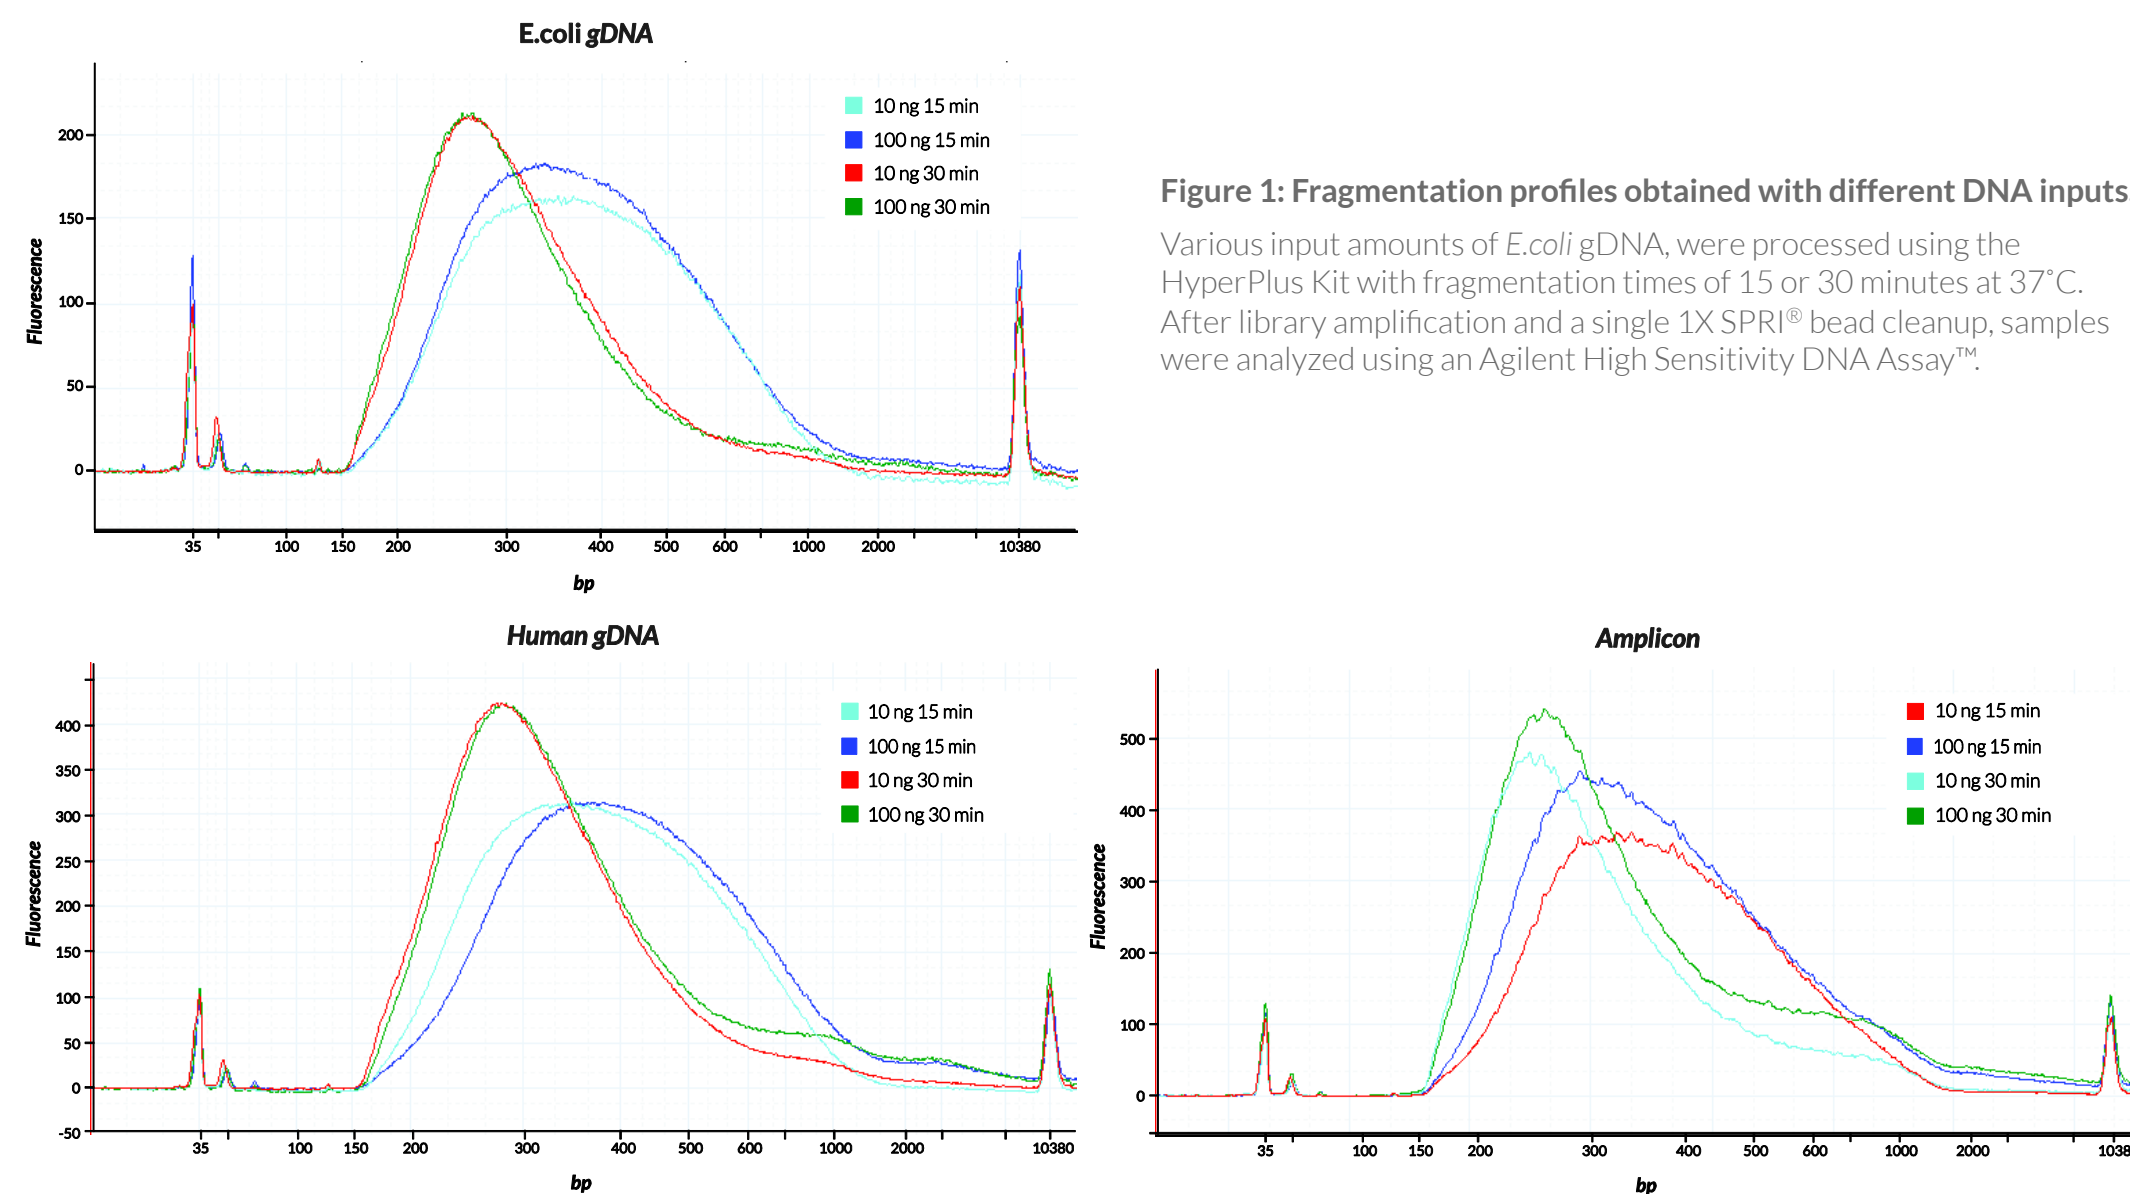 E.coli gDNA
Fluorescence
200
150
100
50
0
10 ng 15 min
100 ng 15 min
10 ng 30 min
100 ng 30 min
35 100 150 200 300 400 500 600 1000 2000 10380
bp
Figure 1: Fragmentation profiles obtained with different DNA inputs.
Various input amounts of E.coli gDNA, were processed using the
HyperPlus Kit with fragmentation times of 15 or 30 minutes at 37˚C.
After library amplification and a single 1X SPRI® bead cleanup, samples
were analyzed using an Agilent High Sensitivity DNA Assay™.
Human gDNA
Fluorescence
400
350
300
250
200
150
100
50
0
-50
10 ng 15 min
100 ng 15 min
10 ng 30 min
100 ng 30 min
35 100 150 200 300 400 500 600 1000 2000 10380
bp
Amplicon
Fluorescence
500
400
300
200
100
0
10 ng 15 min
100 ng 15 min
10 ng 30 min
100 ng 30 min
35 100 150 200 300 400 500 600 1000 2000 1038
bp